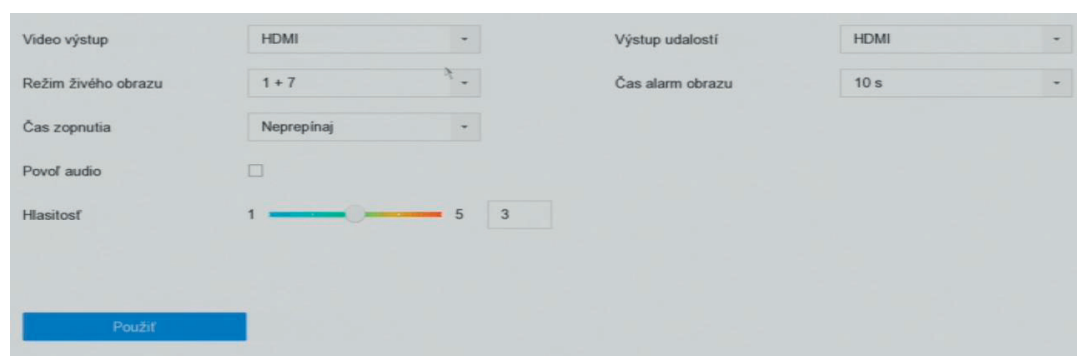 Video výstup HDMI Výstup udalostí HDMI
Režim živého obrazu 1 + 7 Čas alarm obrazu 10 s
Čas zopnutia Neprepínaj
Povoľ audio
Hlasitosť 1 5 3
Použiť